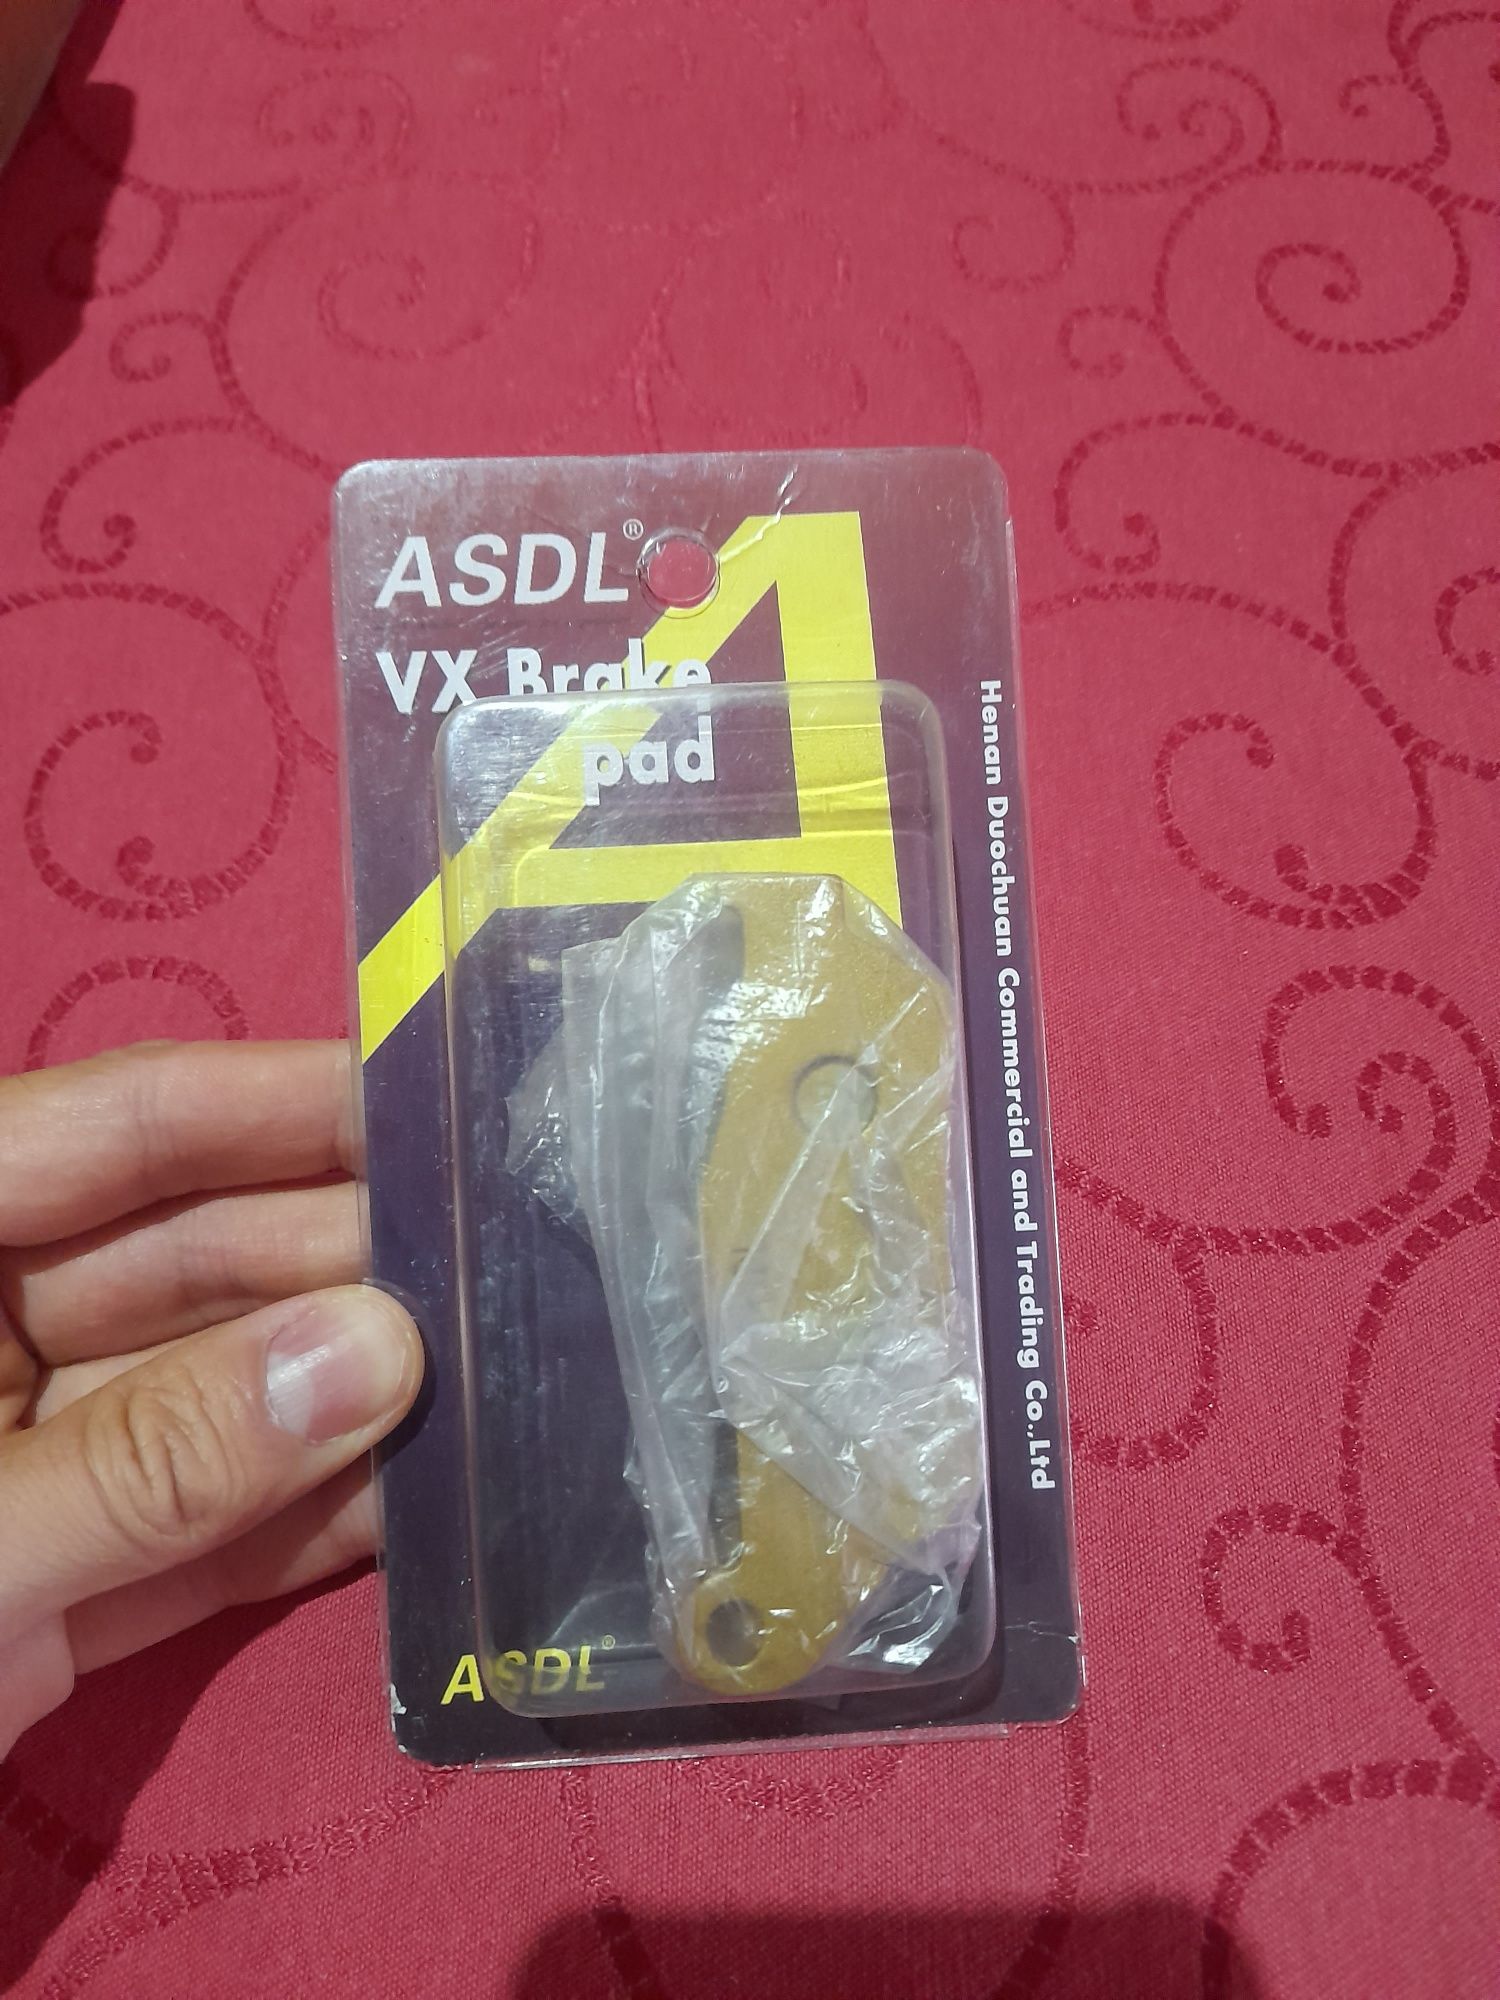 ASDL®
VX Brake
pad
Henan Duochuan Commercial and Trading Co.,Ltd
ASDL®